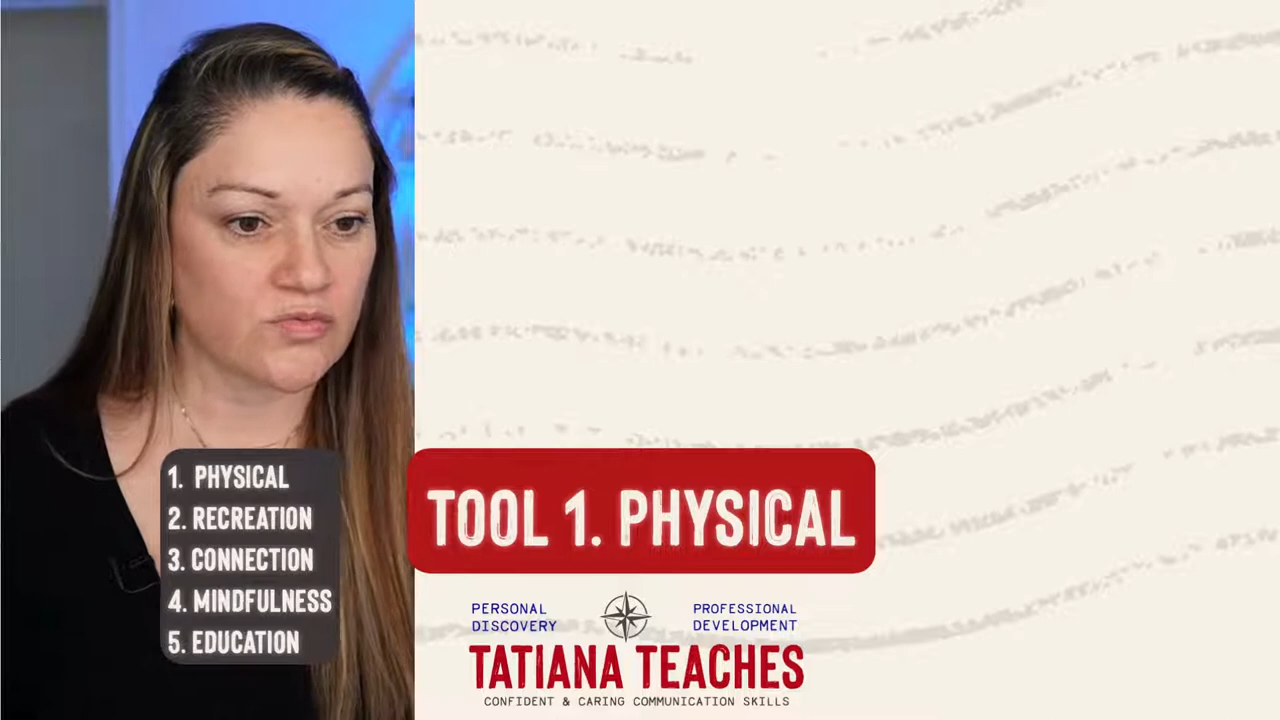 1. PHYSICAL
2. RECREATION
3. CONNECTION
4. MINDFULNESS
5. EDUCATION
TOOL 1. PHYSICAL
PERSONAL
DISCOVERY
PROFESSIONAL
DEVELOPMENT
TATIANA TEACHES
CONFIDENT & CARING COMMUNICATION SKILLS